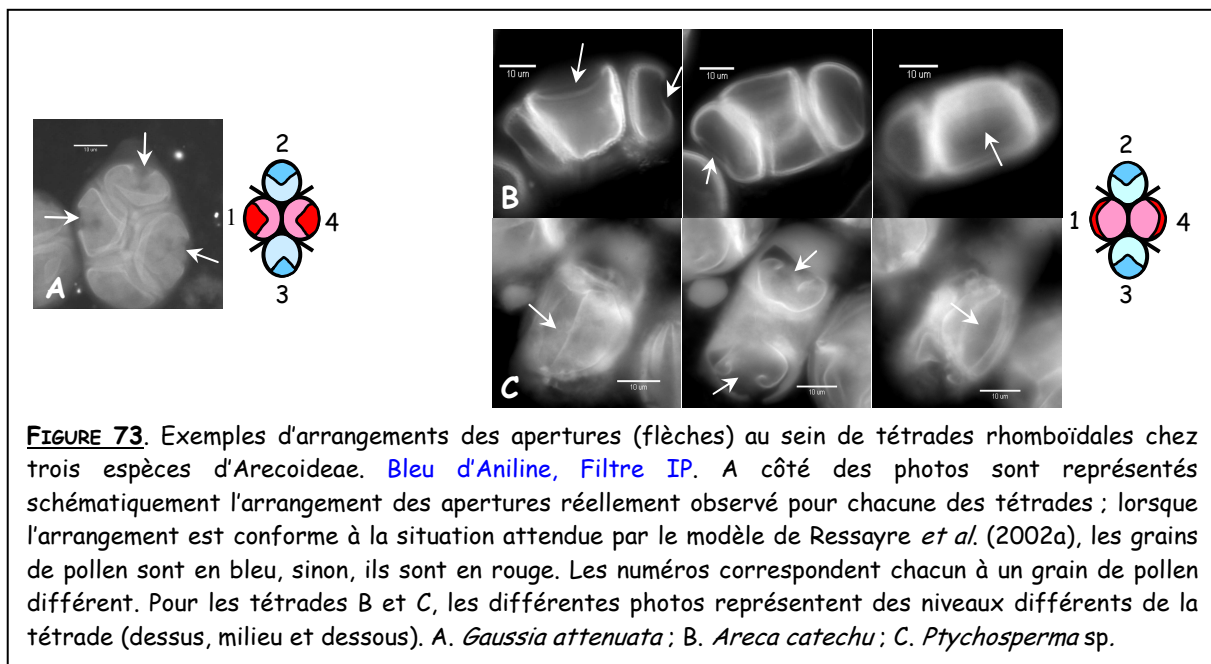 10 um
10 um
10 um
10 um
2
1
4
3
A
B
2
1
4
3
C
10 um
10 um
10 um
FIGURE 73. Exemples d'arrangements des apertures (flèches) au sein de tétrades rhomboïdales chez
trois espèces d'Arecoideae. Bleu d'Aniline, Filtre IP. A côté des photos sont représentés
schématiquement l'arrangement des apertures réellement observé pour chacune des tétrades ; lorsque
l'arrangement est conforme à la situation attendue par le modèle de Ressayre et al. (2002a), les grains
de pollen sont en bleu, sinon, ils sont en rouge. Les numéros correspondent chacun à un grain de pollen
différent. Pour les tétrades B et C, les différentes photos représentent des niveaux différents de la
tétrade (dessus, milieu et dessous). A. Gaussia attenuata ; B. Areca catechu ; C. Ptychosperma sp.